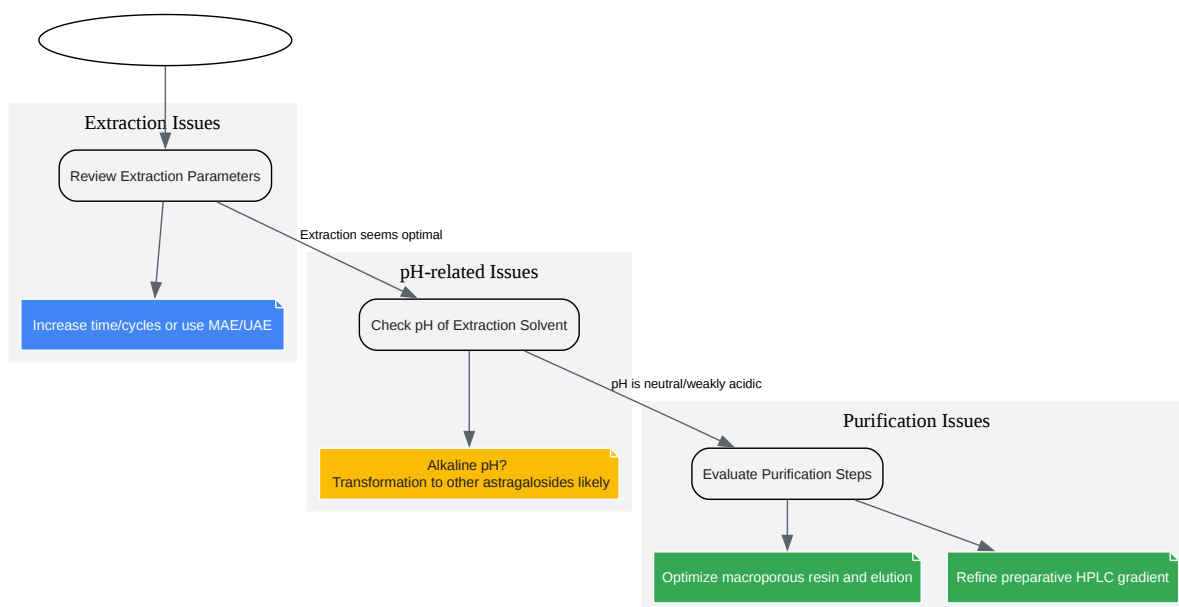 Extraction Issues
Review Extraction Parameters
Extraction seems optimal
pH-related Issues
Increase time/cycles or use MAE/UAE
Check pH of Extraction Solvent
pH is neutral/weakly acidic
Purification Issues
Alkaline pH?
Transformation to other astragalosides likely
Evaluate Purification Steps
Optimize macroporous resin and elution
Refine preparative HPLC gradient